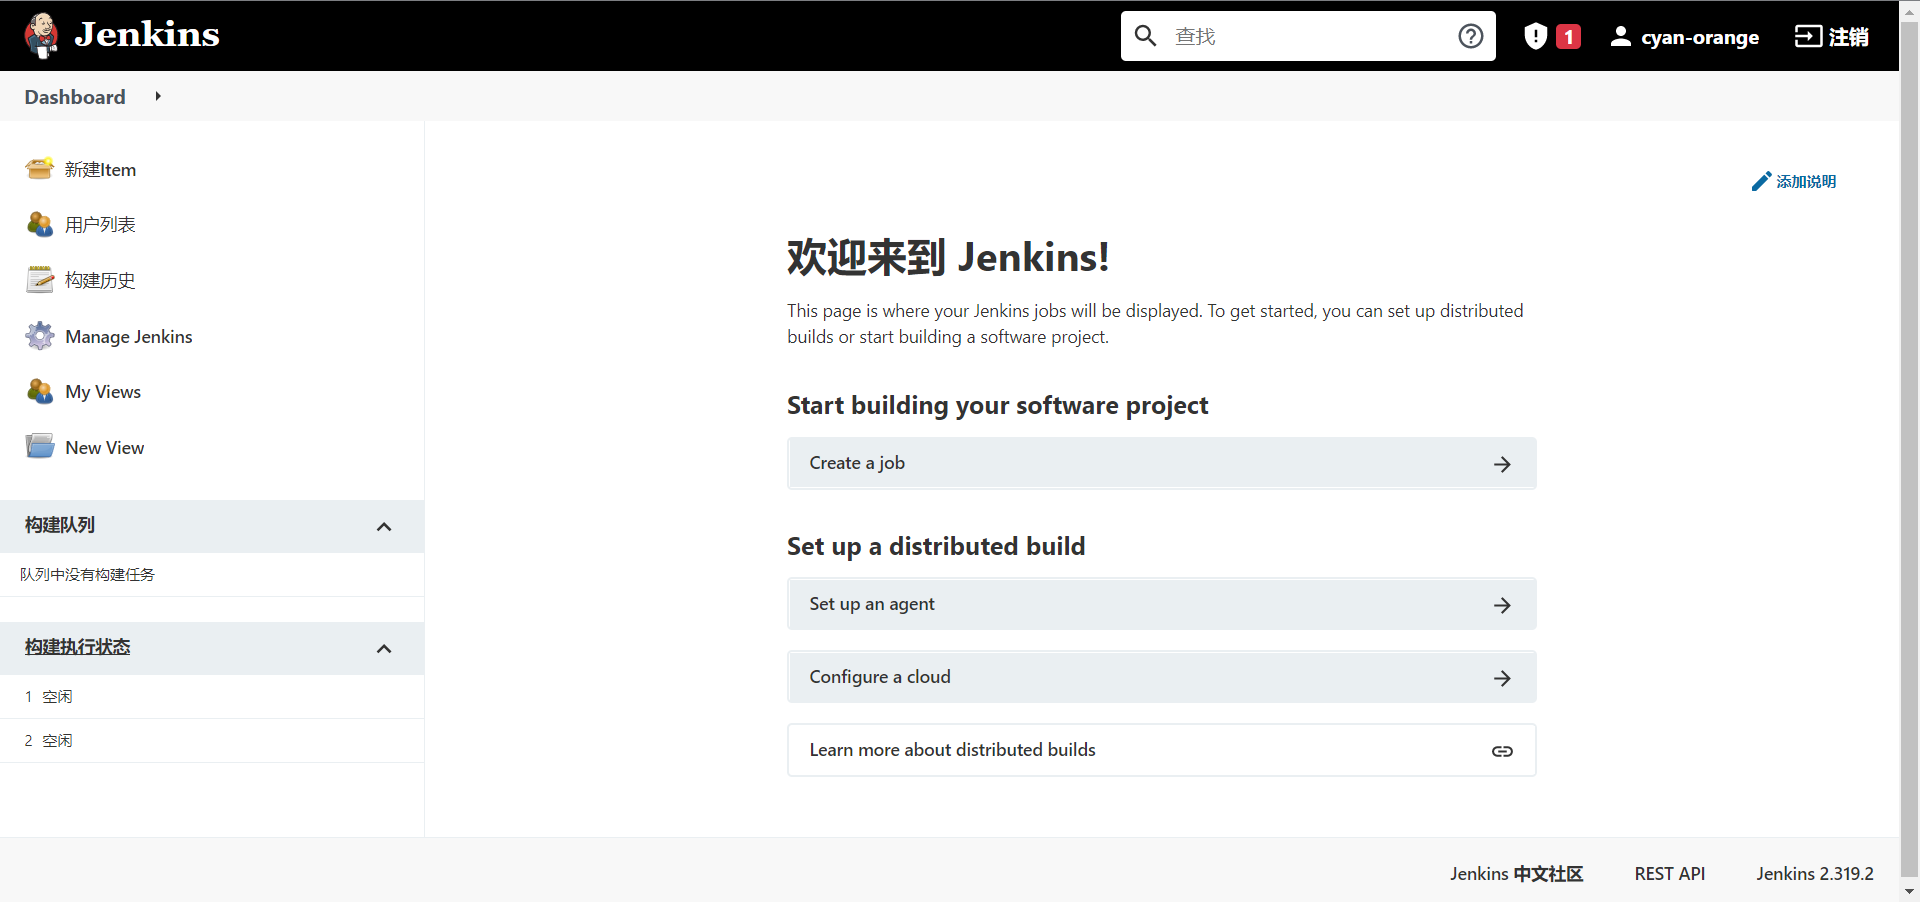 Jenkins
查找
1
cyan-orange
注销
Dashboard
新建Item
用户列表
构建历史
Manage Jenkins
My Views
New View
构建队列
队列中没有构建任务
构建执行状态
1 空闲
2 空闲
添加说明
欢迎来到 Jenkins!
This page is where your Jenkins jobs will be displayed. To get started, you can set up distributed
builds or start building a software project.
Start building your software project
Create a job
Set up a distributed build
Set up an agent
Configure a cloud
Learn more about distributed builds
Jenkins 中文社区
REST API
Jenkins 2.319.2